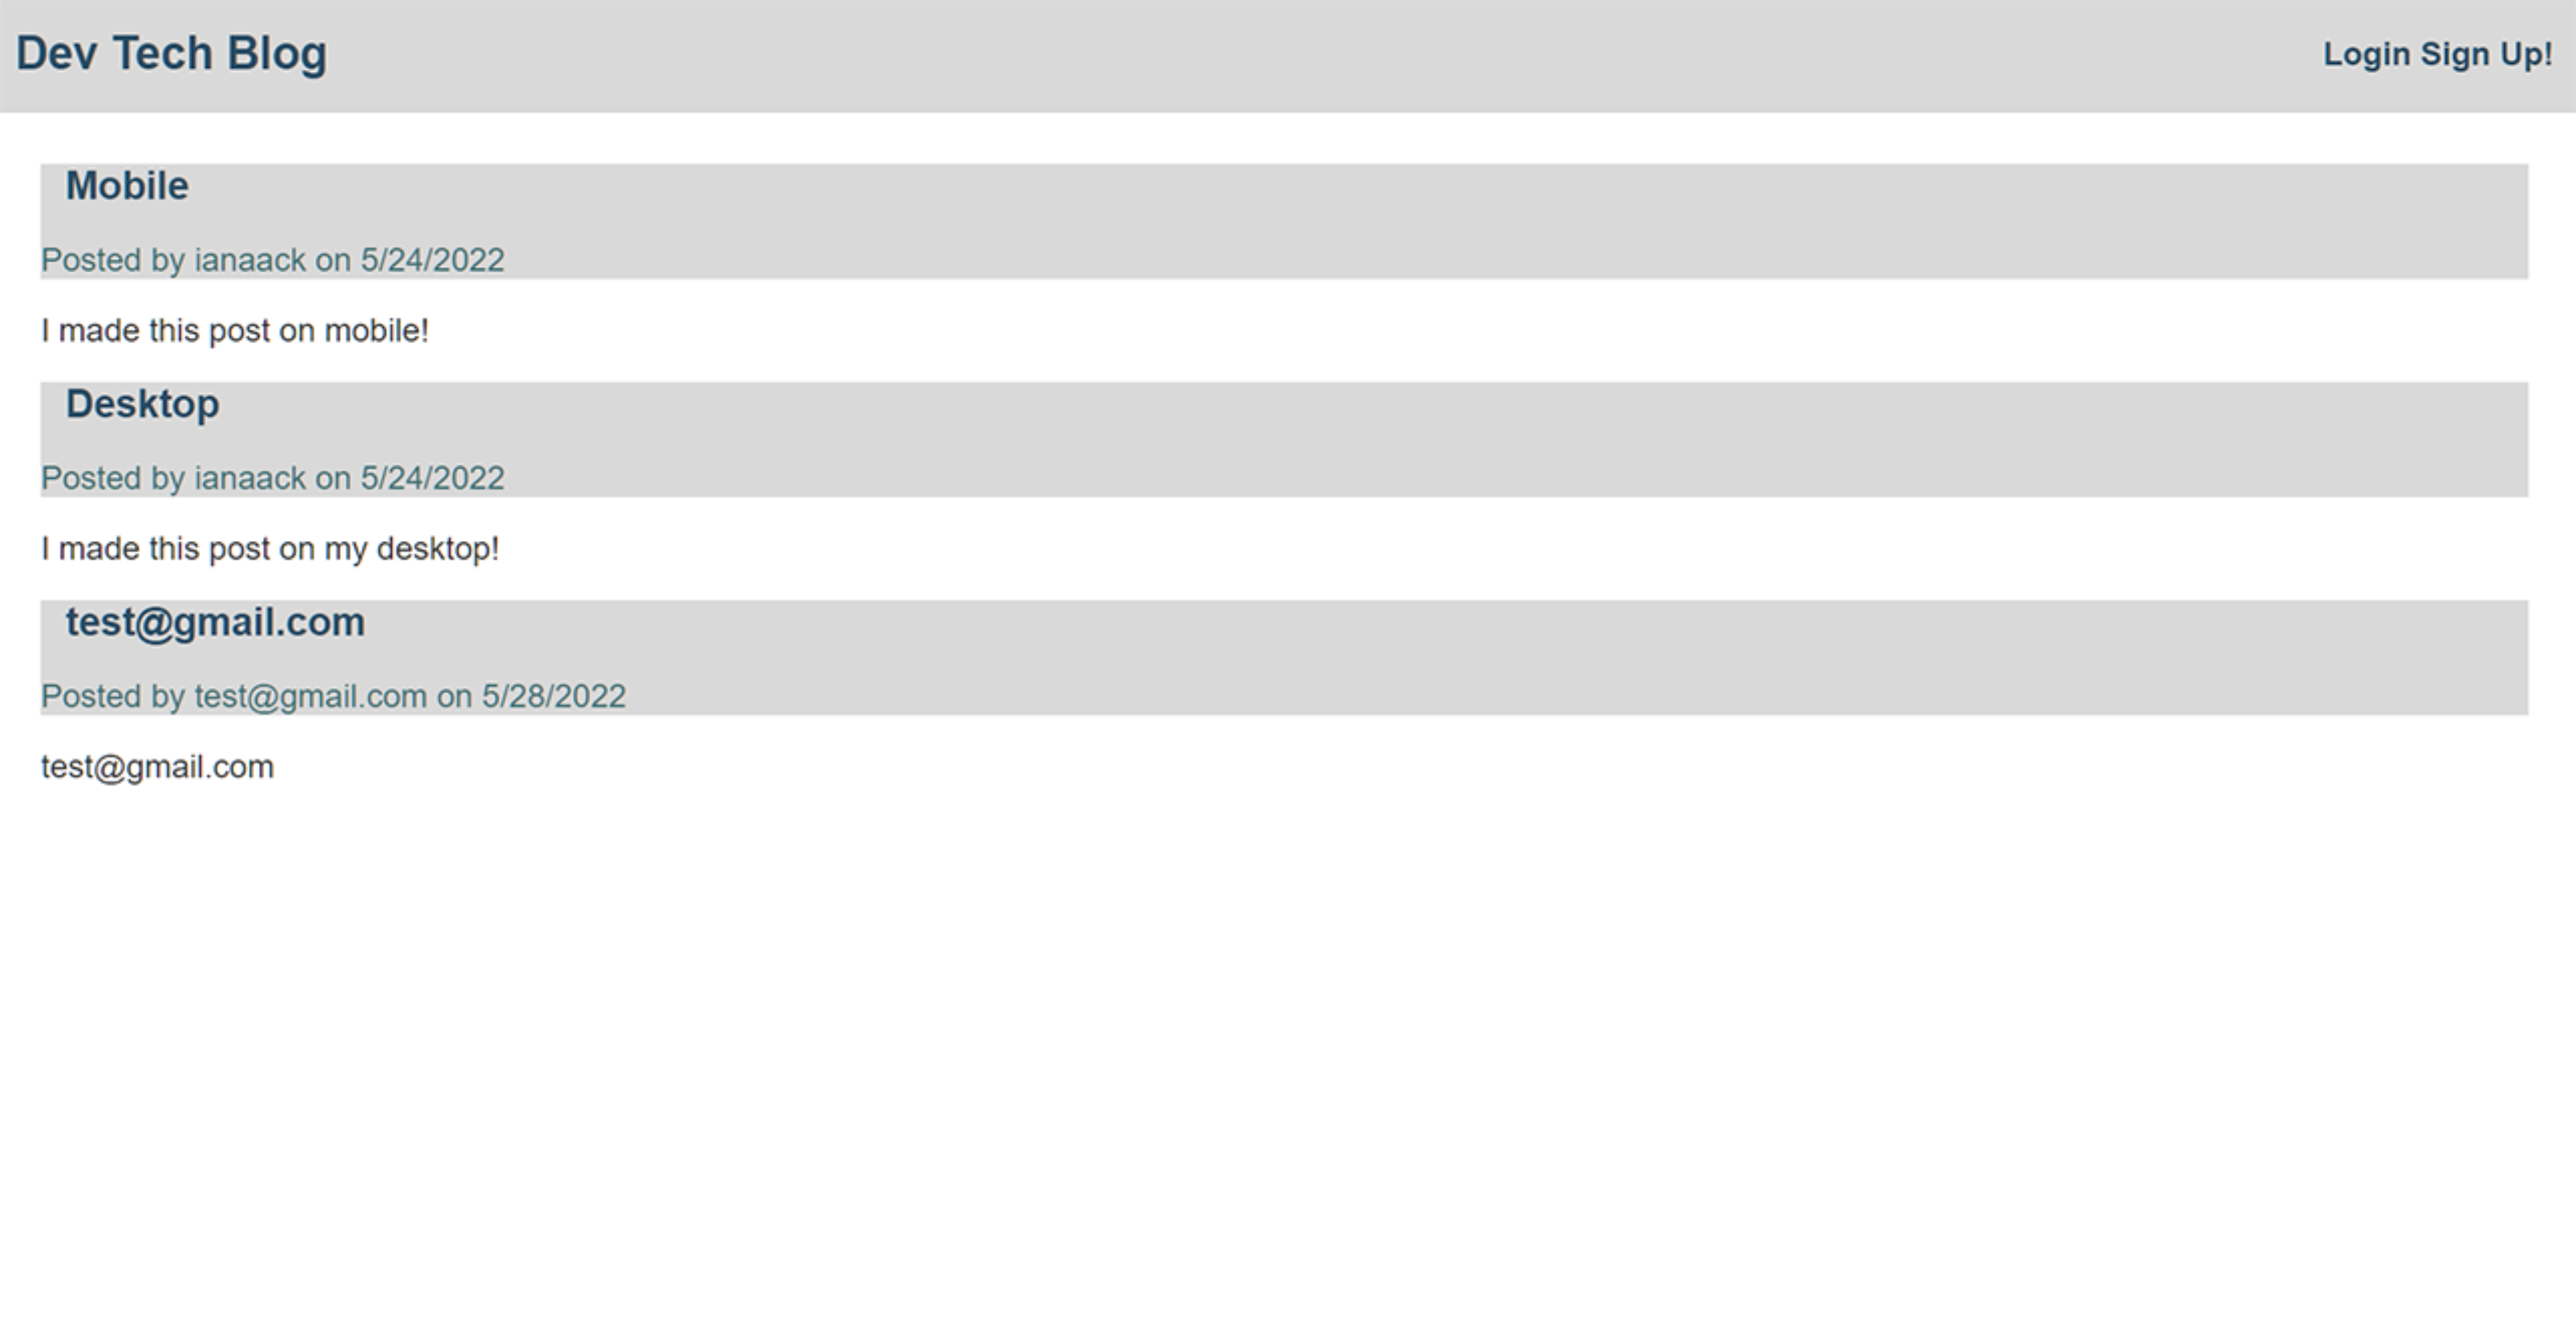 Dev Tech Blog
Login Sign Up!
Mobile
Posted by ianaack on 5/24/2022
I made this post on mobile!
Desktop
Posted by ianaack on 5/24/2022
I made this post on my desktop!
test@gmail.com
Posted by test@gmail.com on 5/28/2022
test@gmail.com